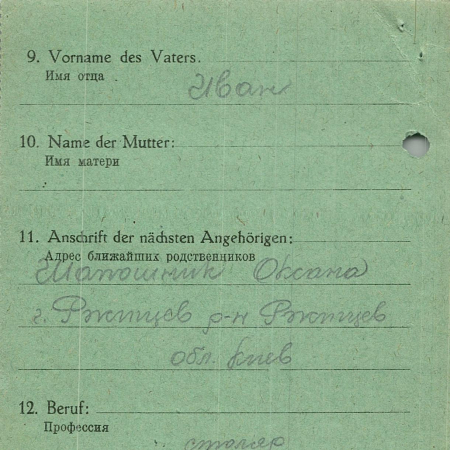 9. Vorname des Vaters.
Имя отца
Иван
10. Name der Mutter:
Имя матери
11. Anschrift der nächsten Angehörigen:
Адрес ближайших родственников
Шапошник Оксана
г. Ржищев р-н Ржищев
обл. Киев
12. Beruf:
Профессия
столяр